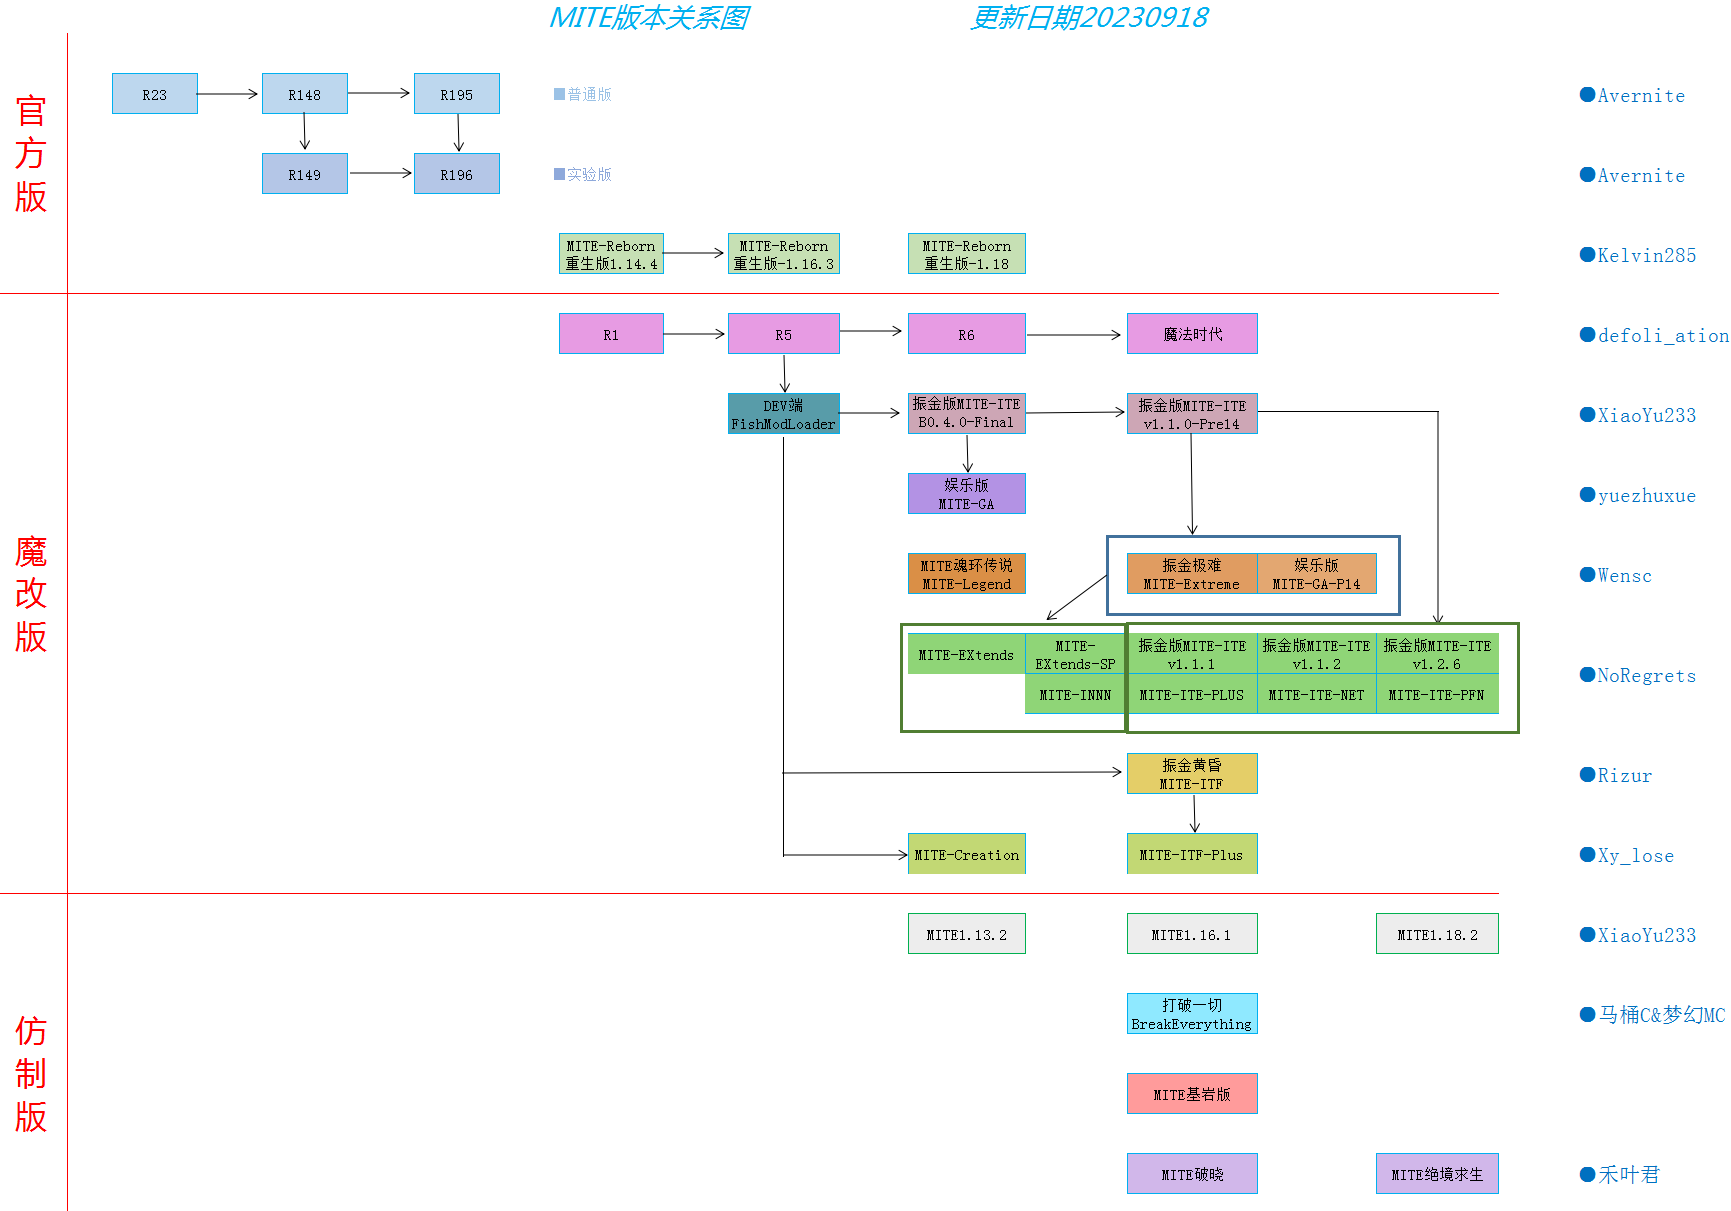 MITE版本关系图
更新日期20230918
官方版
R23
R148
R195
普通版
Avernite
R149
R196
实验版
Avernite
MITE-Reborn
重生版1.14.4
MITE-Reborn
重生版-1.16.3
MITE-Reborn
重生版-1.18
Kelvin285
魔改版
R1
R5
R6
魔法时代
defoli_ation
DEV端
FishModLoader
振金版MITE-ITE
B0.4.0-Final
振金版MITE-ITE
v1.1.0-Pre14
XiaoYu233
娱乐版
MITE-GA
yuezhuxue
MITE魂环传说
MITE-Legend
振金极难
MITE-Extreme
娱乐版
MITE-GA-P14
Wensc
MITE-EXtends
MITE-
EXtends-SP
振金版MITE-ITE
v1.1.1
振金版MITE-ITE
v1.1.2
振金版MITE-ITE
v1.2.6
MITE-INNN
MITE-ITE-PLUS
MITE-ITE-NET
MITE-ITE-PFN
NoRegrets
振金黄昏
MITE-ITF
Rizur
MITE-Creation
MITE-ITF-Plus
Xy_lose
仿制版
MITE1.13.2
MITE1.16.1
MITE1.18.2
XiaoYu233
打破一切
BreakEverything
马桶C&梦幻MC
MITE基岩版
MITE破晓
MITE绝境求生
禾叶君